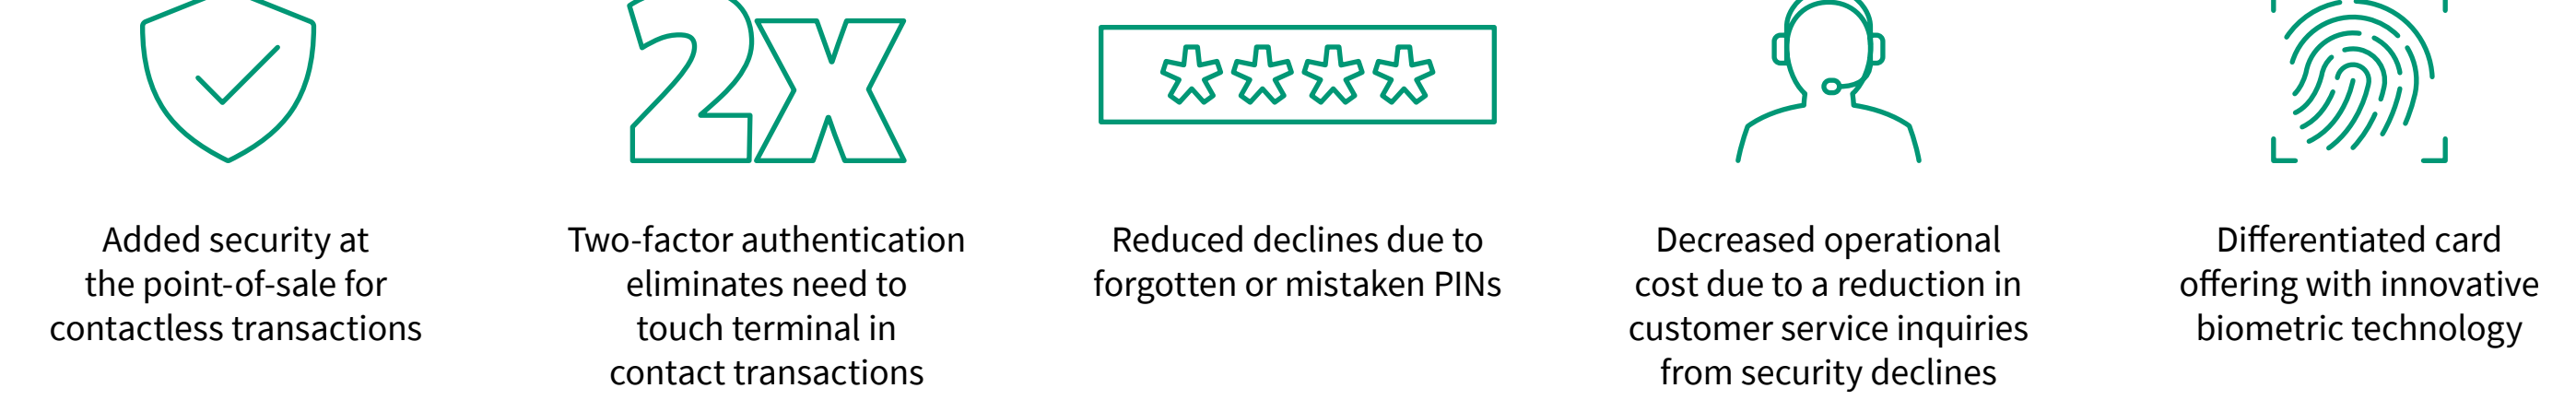 2x
****
Added security at
the point-of-sale for
contactless transactions
Two-factor authentication
eliminates need to
touch terminal in
contact transactions
Reduced declines due to
forgotten or mistaken PINs
Decreased operational
cost due to a reduction in
customer service inquiries
from security declines
Differentiated card
offering with innovative
biometric technology